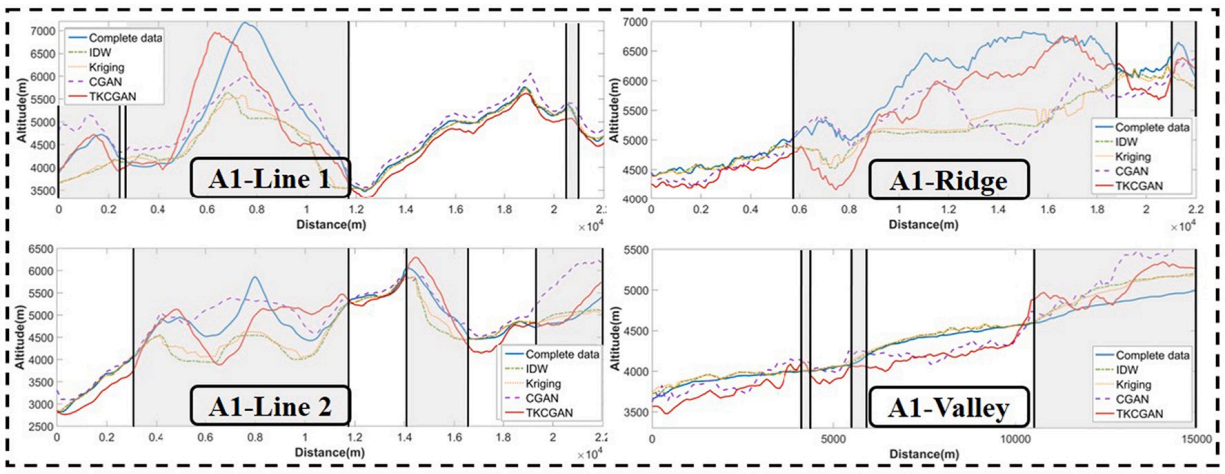 7000
6500
6000
5500
5000
4500
4000
3500
Altitude(m)
Complete data
IDW
Kriging
CGAN
TKCGAN
A1-Line 1
0 0.2 0.4 0.6 0.8 1 1.2 1.4 1.6 1.8 2 2.
Distance(m)
×10⁴
7000
6500
6000
5500
5000
4500
4000
Altitude(m)
Complete data
IDW
Kriging
CGAN
TKCGAN
A1-Ridge
0 0.2 0.4 0.6 0.8 1 1.2 1.4 1.6 1.8 2 2.2
Distance(m)
×10⁴
6500
6000
5500
5000
4500
4000
3500
3000
2500
Altitude(m)
Complete data
IDW
Kriging
CGAN
TKCGAN
A1-Line 2
0 0.2 0.4 0.6 0.8 1 1.2 1.4 1.6 1.8 2 2.2
Distance(m)
×10⁴
5500
5000
4500
4000
3500
Altitude(m)
Complete data
IDW
Kriging
CGAN
TKCGAN
A1-Valley
0 5000 10000 15000
Distance(m)